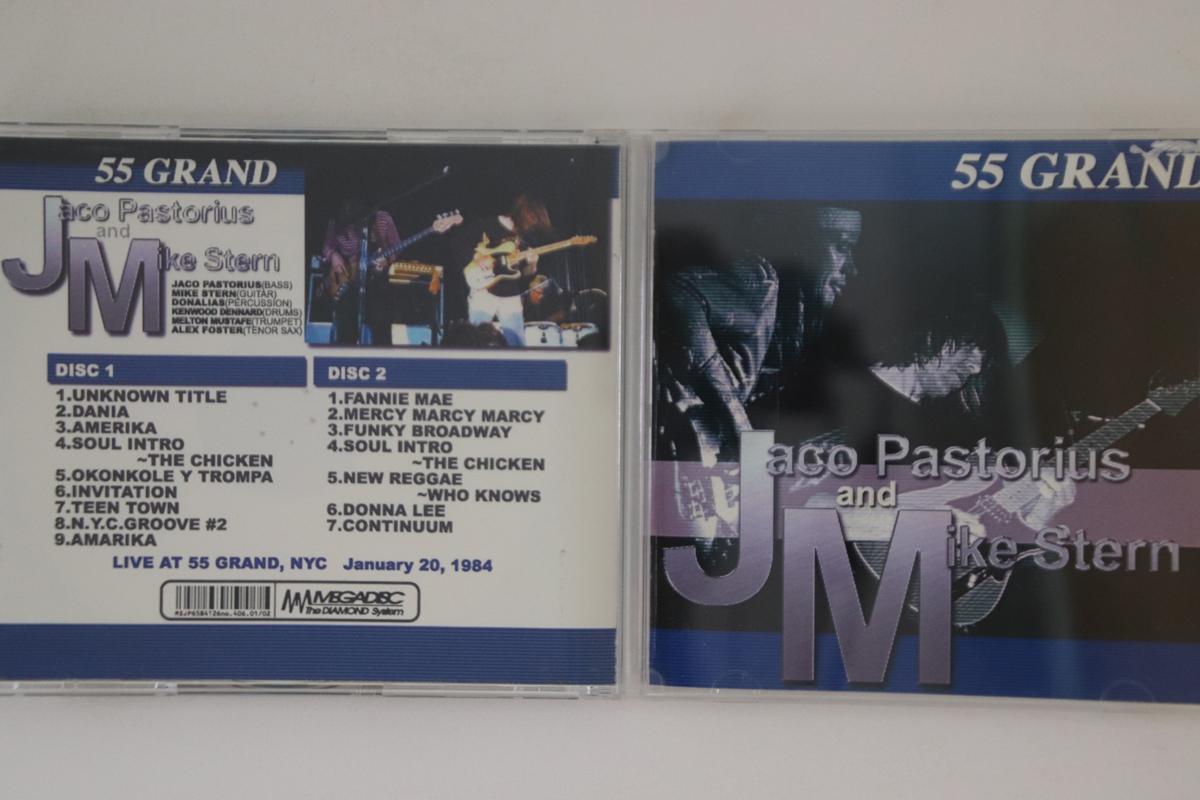 55 GRAND
Jaco Pastorius
and
Mike Stern
JACO PASTORIUS(BASS)
MIKE STERN(GUITAR)
DONALIAS(PERCUSSION)
KENWOOD DENNARD(DRUMS)
MELTON MUSTAFE(TRUMPET)
ALEX FOSTER(TENOR SAX)
DISC 1
1.UNKNOWN TITLE
2.DANIA
3.AMERIKA
4.SOUL INTRO
~THE CHICKEN
5.OKONKOLE Y TROMPA
6.INVITATION
7.TEEN TOWN
8.N.Y.C.GROOVE #2
9.AMARIKA
DISC 2
1.FANNIE MAE
2.MERCY MARCY MARCY
3.FUNKY BROADWAY
4.SOUL INTRO
~THE CHICKEN
5.NEW REGGAE
~WHO KNOWS
6.DONNA LEE
7.CONTINUUM
LIVE AT 55 GRAND, NYC January 20, 1984
MEGADISC
The DIAMOND System
55 GRAND
Jaco Pastorius
and
Mike Stern